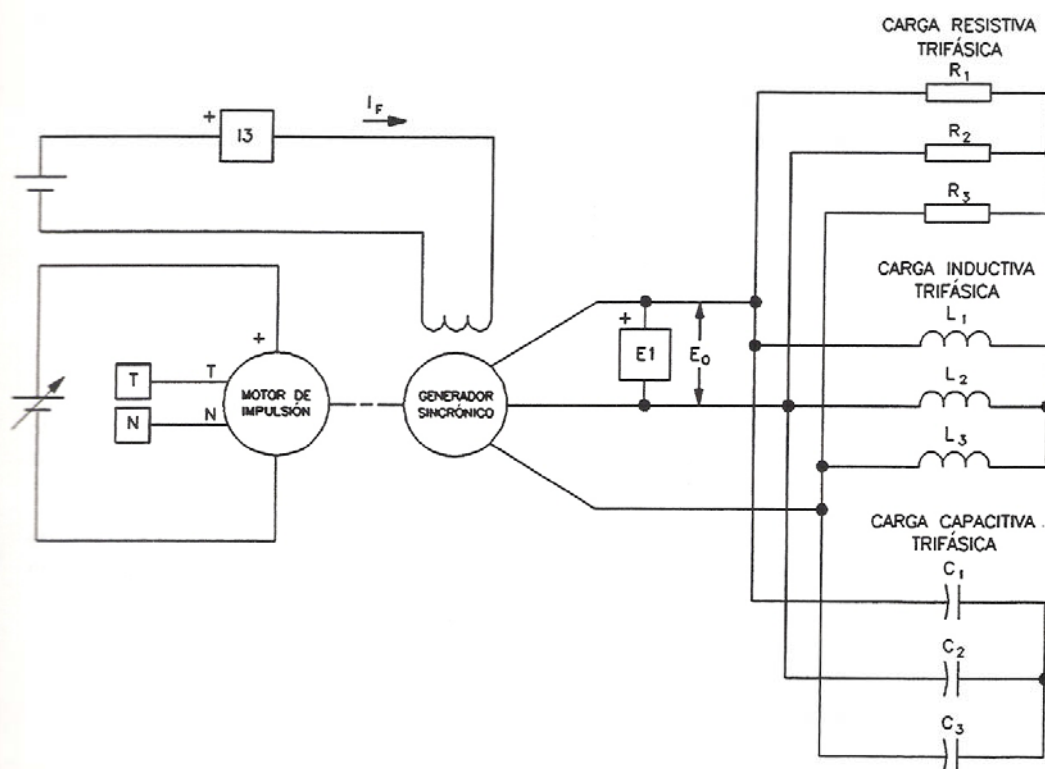 CARGA RESISTIVA
TRIFÁSICA
R1
R2
R3
+
I3
IF
CARGA INDUCTIVA
TRIFÁSICA
L1
L2
L3
+
E1
Eo
+
T
T
N
N
MOTOR DE
IMPULSIÓN
GENERADOR
SINCRÓNICO
CARGA CAPACITIVA
TRIFÁSICA
C1
C2
C3